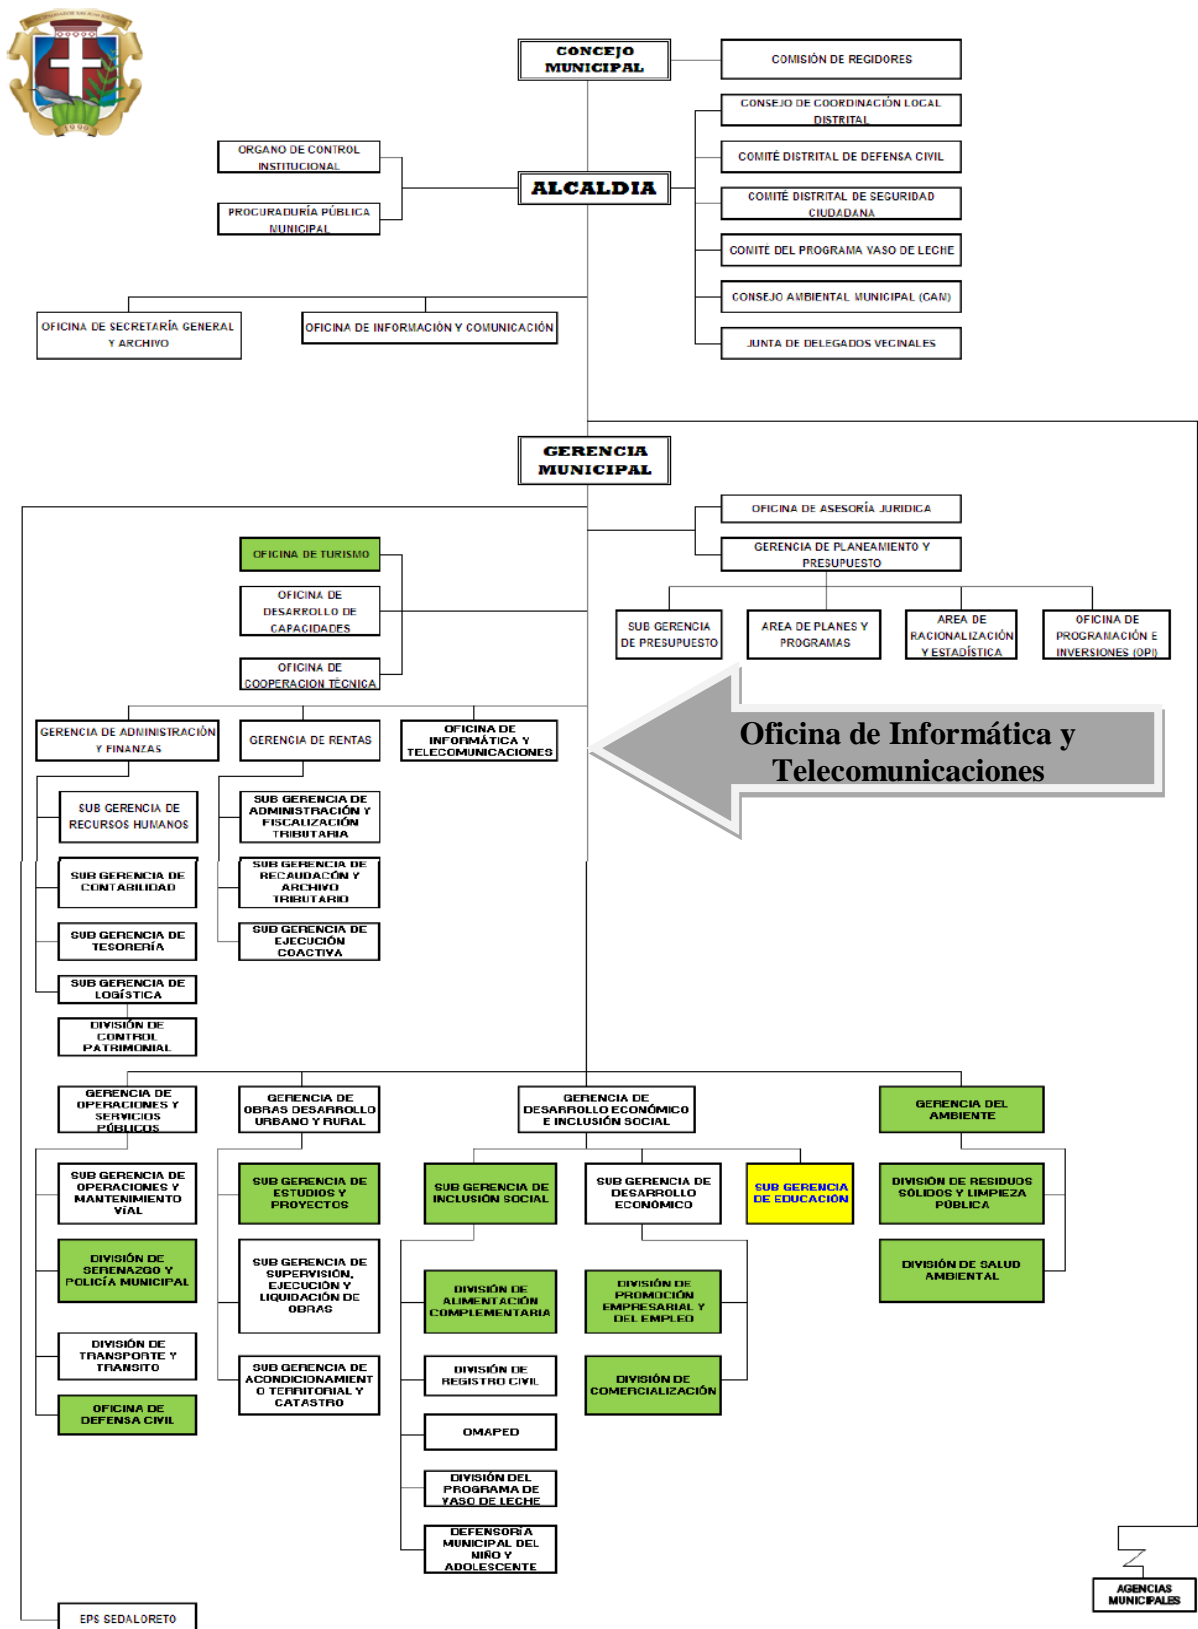 1999
CONCEJO
MUNICIPAL
COMISIÓN DE REGIDORES
CONSEJO DE COORDINACIÓN LOCAL
DISTRITAL
ORGANO DE CONTROL
INSTITUCIONAL
COMITÉ DISTRITAL DE DEFENSA CIVIL
ALCALDIA
COMITÉ DISTRITAL DE SEGURIDAD
CIUDADANA
PROCURADURÍA PÚBLICA
MUNICIPAL
COMITÉ DEL PROGRAMA VASO DE LECHE
CONSEJO AMBIENTAL MUNICIPAL (CAM)
OFICINA DE SECRETARÍA GENERAL
Y ARCHIVO
OFICINA DE INFORMACIÓN Y COMUNICACIÓN
JUNTA DE DELEGADOS VECINALES
GERENCIA
MUNICIPAL
OFICINA DE ASESORÍA JURIDICA
GERENCIA DE PLANEAMIENTO Y
PRESUPUESTO
OFICINA DE TURISMO
OFICINA DE
DESARROLLO DE
CAPACIDADES
OFICINA DE
COOPERACION TÉCNICA
SUB GERENCIA
DE PRESUPUESTO
AREA DE PLANES Y
PROGRAMAS
AREA DE
RACIONALIZACIÓN
Y ESTADÍSTICA
OFICINA DE
PROGRAMACIÓN E
INVERSIONES (OPI)
GERENCIA DE ADMINISTRACIÓN
Y FINANZAS
GERENCIA DE RENTAS
OFICINA DE
INFORMÁTICA Y
TELECOMUNICACIONES
Oficina de Informática y
Telecomunicaciones
SUB GERENCIA DE
RECURSOS HUMANOS
SUB GERENCIA DE
ADMINISTRACIÓN Y
FISCALIZACIÓN
TRIBUTARIA
SUB GERENCIA DE
CONTABILIDAD
SUB GERENCIA DE
RECAUDACÓN Y
ARCHIVO
TRIBUTARIO
SUB GERENCIA DE
TESORERÍA
SUB GERENCIA DE
EJECUCIÓN
COACTIVA
SUB GERENCIA DE
LOGÍSTICA
DIVISIÓN DE
CONTROL
PATRIMONIAL
GERENCIA DE
OPERACIONES Y
SERVICIOS
PÚBLICOS
GERENCIA DE
OBRAS DESARROLLO
URBANO Y RURAL
GERENCIA DE
DESARROLLO ECONÓMICO
E INCLUSIÓN SOCIAL
GERENCIA DEL
AMBIENTE
SUB GERENCIA DE
OPERACIONES Y
MANTENIMIENTO
VÍAL
SUB GERENCIA DE
ESTUDIOS Y
PROYECTOS
SUB GERENCIA DE
INCLUSIÓN SOCIAL
SUB GERENCIA DE
DESARROLLO
ECONÓMICO
SUB GERENCIA
DE EDUCACIÓN
DIVISIÓN DE RESIDUOS
SÓLIDOS Y LIMPIEZA
PÚBLICA
DIVISIÓN DE
SERENAZGO Y
POLICÍA MUNICIPAL
SUB GERENCIA DE
SUPERVISIÓN,
EJECUCIÓN Y
LIQUIDACIÓN DE
OBRAS
DIVISIÓN DE
ALIMENTACIÓN
COMPLEMENTARIA
DIVISIÓN DE
PROMOCIÓN
EMPRESARIAL Y
DEL EMPLEO
DIVISIÓN DE SALUD
AMBIENTAL
DIVISIÓN DE
TRANSPORTE Y
TRANSITO
SUB GERENCIA DE
ACONDICIONAMIENT
O TERRITORIAL Y
CATASTRO
DIVISIÓN DE
REGISTRO CIVIL
DIVISIÓN DE
COMERCIALIZACIÓN
OFICINA DE
DEFENSA CIVIL
OMAPED
DIVISIÓN DEL
PROGRAMA DE
VASO DE LECHE
DEFENSORÍA
MUNICIPAL DEL
NIÑO Y
ADOLESCENTE
AGENCIAS
MUNICIPALES
EPS SEDALORETO